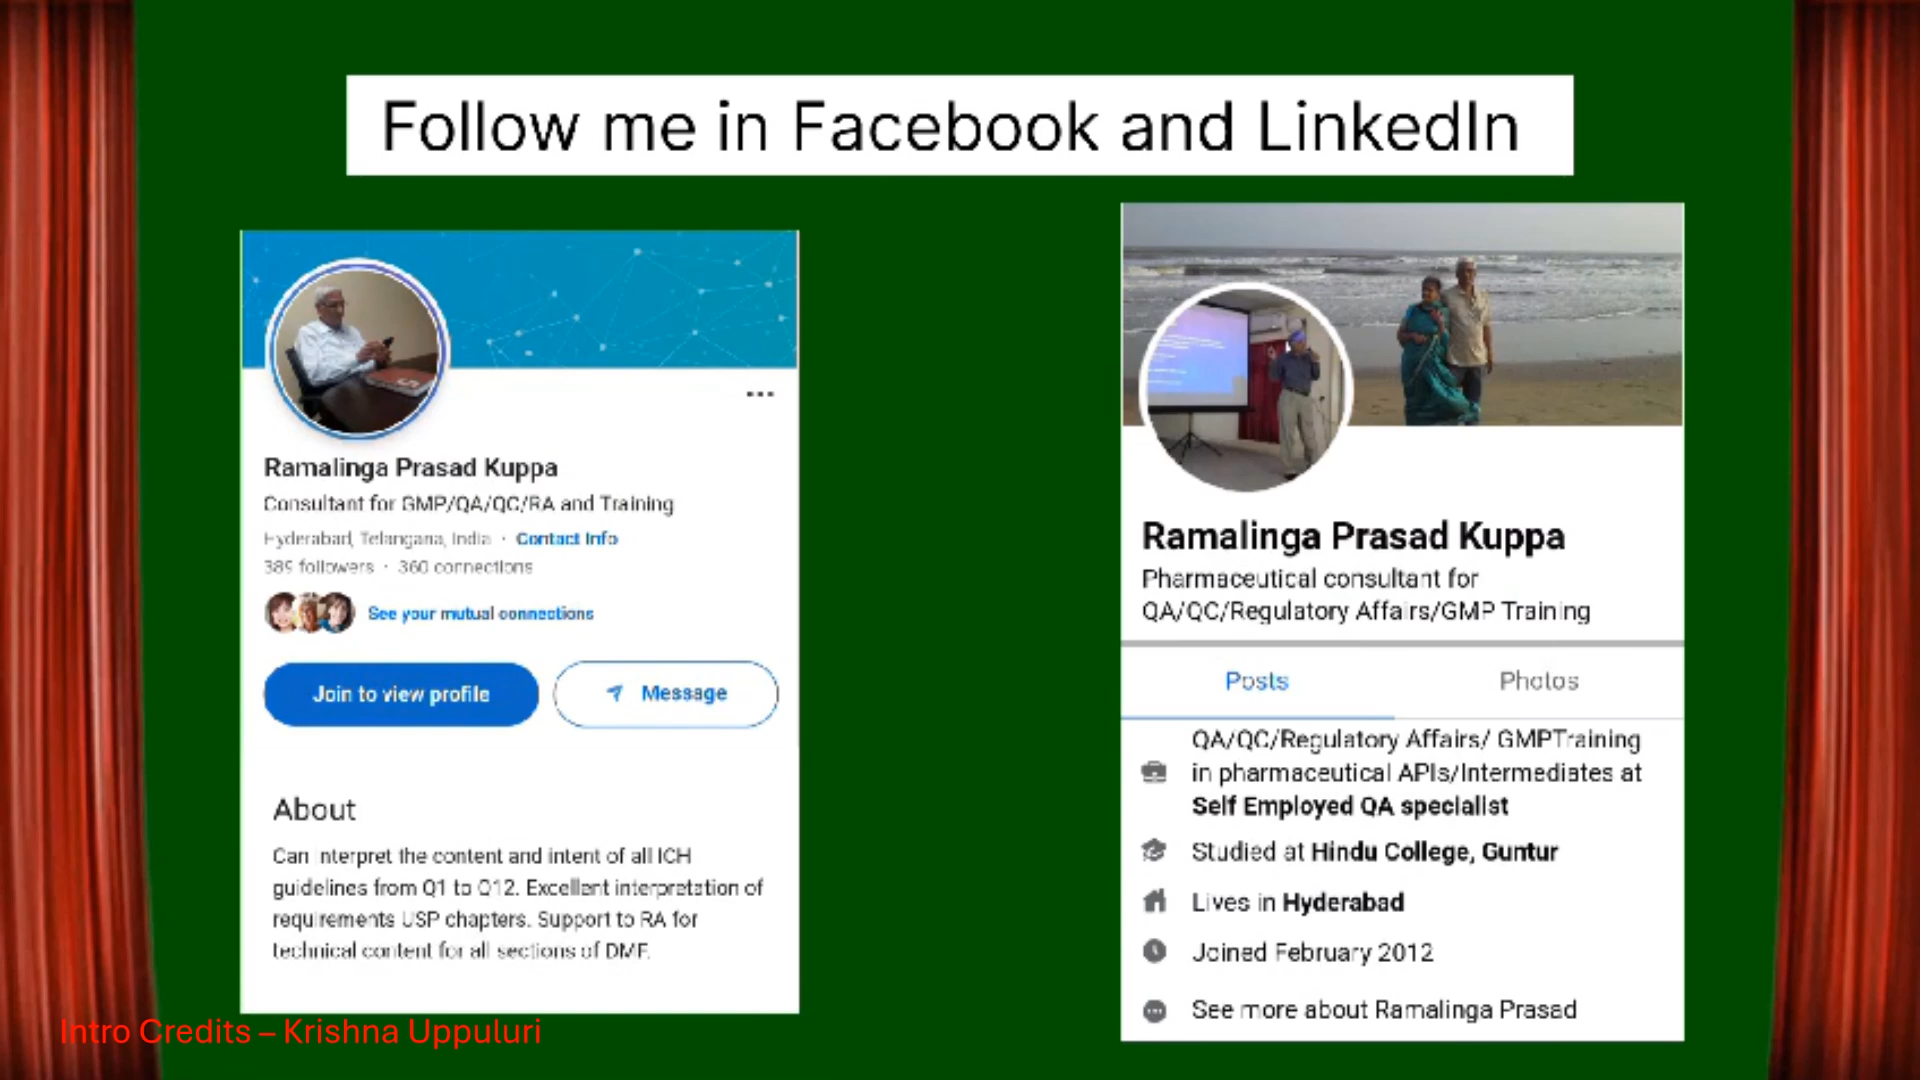 Follow me in Facebook and LinkedIn
Ramalinga Prasad Kuppa
Consultant for GMP/QA/QC/RA and Training
Hyderabad, Telangana, India · Contact Info
389 followers · 360 connections
See your mutual connections
Join to view profile
Message
About
Can interpret the content and intent of all ICH
guidelines from Q1 to Q12. Excellent interpretation of
requirements USP chapters. Support to RA for
technical content for all sections of DMF.
Ramalinga Prasad Kuppa
Pharmaceutical consultant for
QA/QC/Regulatory Affairs/GMP Training
Posts
Photos
QA/QC/Regulatory Affairs/ GMPTraining
in pharmaceutical APIs/Intermediates at
Self Employed QA specialist
Studied at Hindu College, Guntur
Lives in Hyderabad
Joined February 2012
See more about Ramalinga Prasad
Intro Credits – Krishna Uppuluri